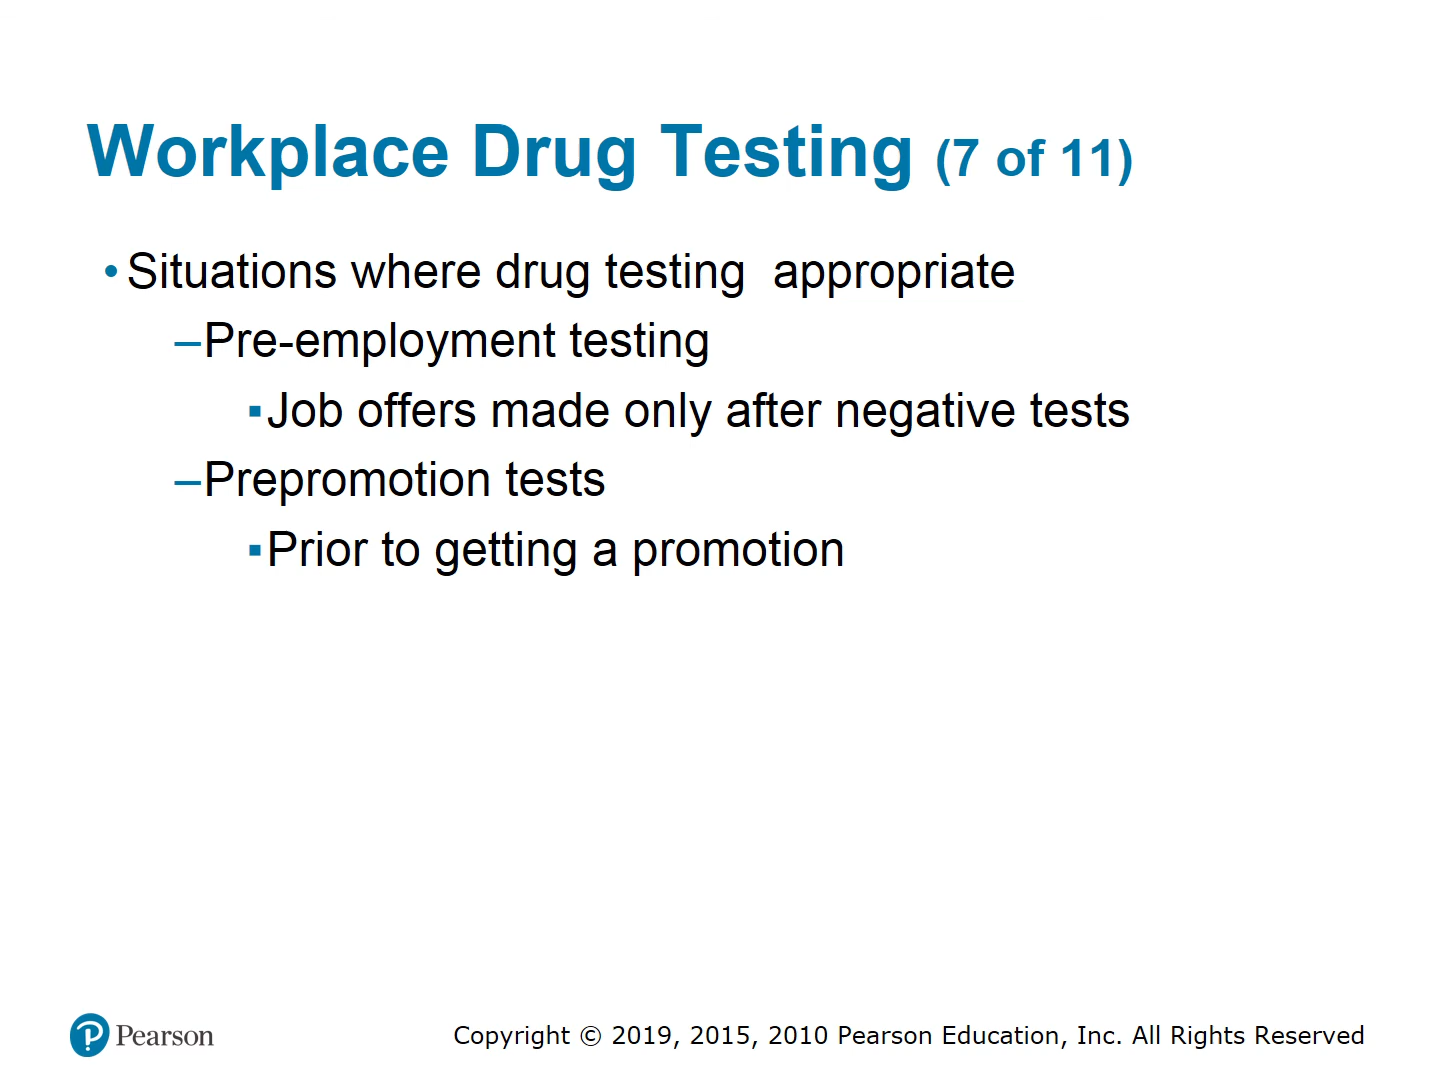 Workplace Drug Testing (7 of 11)
• Situations where drug testing  appropriate
–Pre-employment testing
▪Job offers made only after negative tests
–Prepromotion tests
▪Prior to getting a promotion
Pearson
Copyright © 2019, 2015, 2010 Pearson Education, Inc. All Rights Reserved